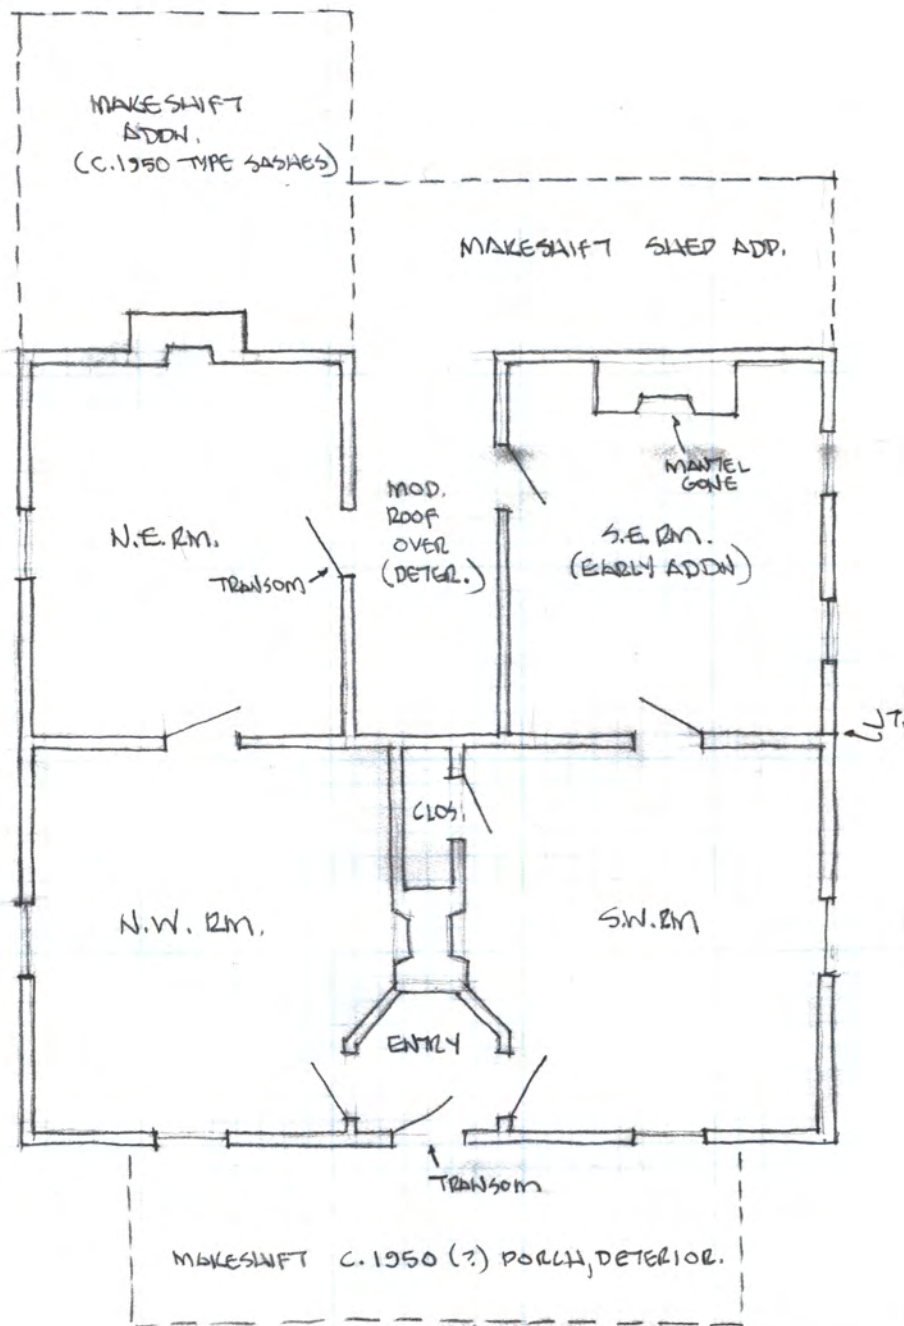 MAKESHIFT
ADDN.
(C.1950 TYPE SASHES)
MAKESHIFT SHED ADD.
MANTEL
GONE
MOD.
ROOF
OVER
(DETER.)
N.E.RM.
TRANSOM
S.E.RM.
(EARLY ADDN)
JT.
CLOS.
N.W. RM.
S.W.RM
ENTRY
TRANSOM
MAKESHIFT C.1950 (?) PORCH, DETERIOR.